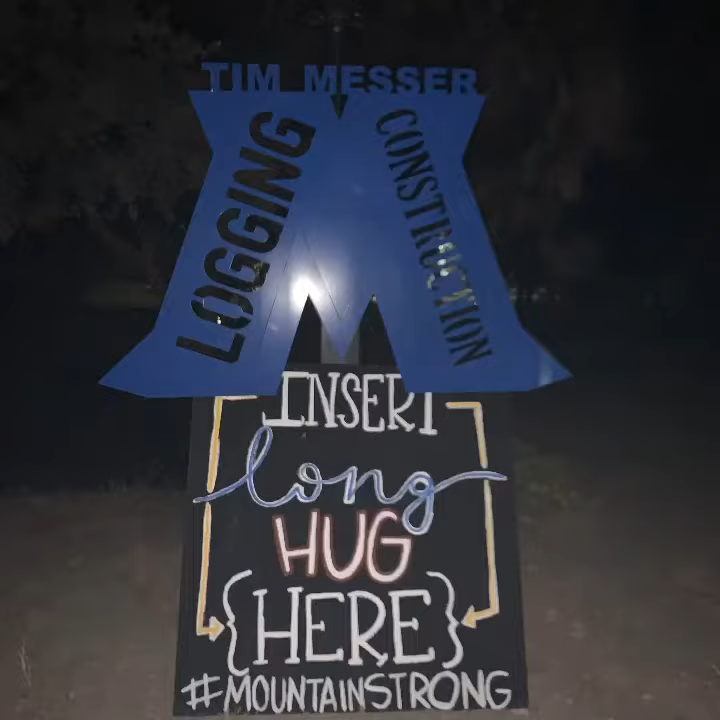 TIM MESSER
LOGGING
CONSTRUCTION
INSERT
long
HUG
{HERE}
#MOUNTAINSTRONG